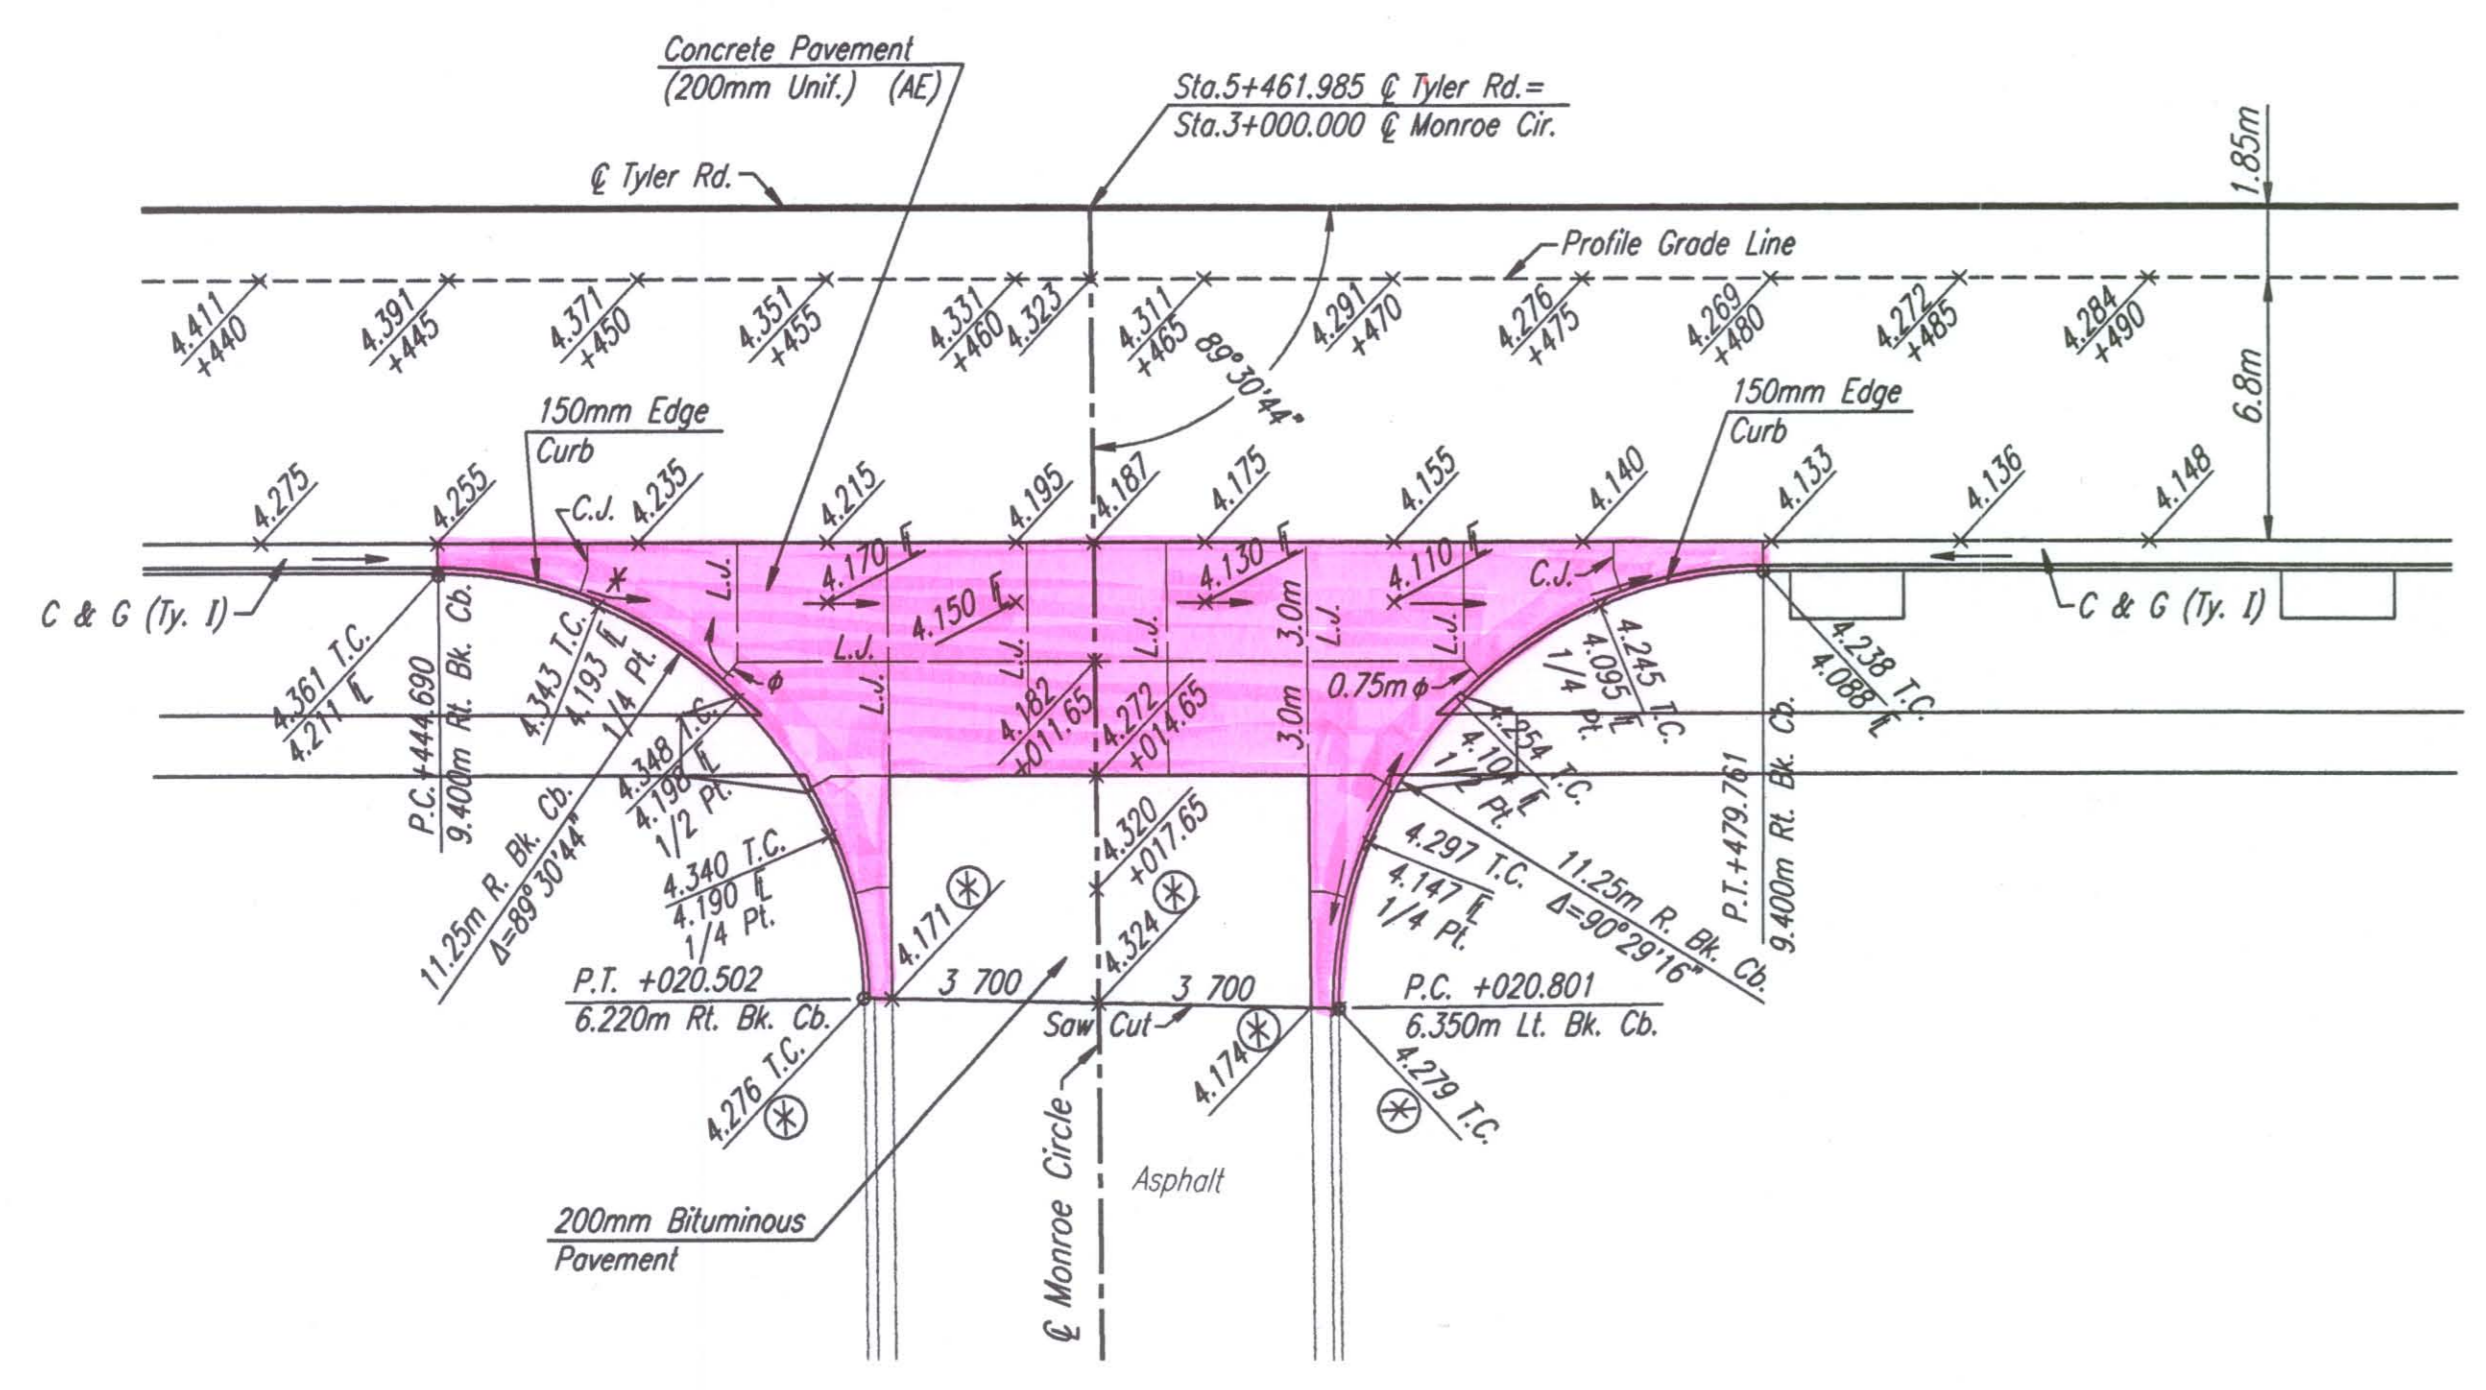 Concrete Pavement
(200mm Unif.) (AE)
Sta.5+461.985 ℄ Tyler Rd.=
Sta.3+000.000 ℄ Monroe Cir.
℄ Tyler Rd.
1.85m
Profile Grade Line
4.411
+440
4.391
+445
4.371
+450
4.351
+455
4.331
+460
4.323
4.311
+465
4.291
+470
4.276
+475
4.269
+480
4.272
+485
4.284
+490
89°30'44"
6.8m
150mm Edge
Curb
150mm Edge
Curb
4.275
4.255
C.J.
4.235
4.215
4.195
4.187
4.175
4.155
4.140
4.133
4.136
4.148
C & G (Ty. I)
*
L.J.
4.170 FL
4.150 FL
4.130 FL
4.110 FL
C.J.
C & G (Ty. I)
L.J.
L.J.
L.J.
L.J.
3.0m
L.J.
L.J.
3.0m
ϕ
0.75m ϕ
4.361 T.C.
4.211 FL
P.C.+444.690
9.400m Rt. Bk. Cb.
4.343 T.C.
4.193 FL
1/4 Pt.
4.348 T.C.
4.198 FL
1/2 Pt.
4.182
+011.65
4.272
+014.65
4.245 T.C.
4.095 FL
1/4 Pt.
4.254 T.C.
4.104 FL
1/2 Pt.
4.238 T.C.
4.088 FL
P.T.+479.761
9.400m Rt. Bk. Cb.
11.25m R. Bk. Cb.
Δ=89°30'44"
4.340 T.C.
4.190 FL
1/4 Pt.
4.320
+017.65
4.297 T.C.
4.147 FL
1/4 Pt.
11.25m R. Bk. Cb.
Δ=90°29'16"
4.171 *
4.324 *
P.T. +020.502
6.220m Rt. Bk. Cb.
3 700
3 700
P.C. +020.801
6.350m Lt. Bk. Cb.
Saw Cut
4.276 T.C. *
4.174 *
4.279 T.C. *
℄ Monroe Circle
Asphalt
200mm Bituminous
Pavement